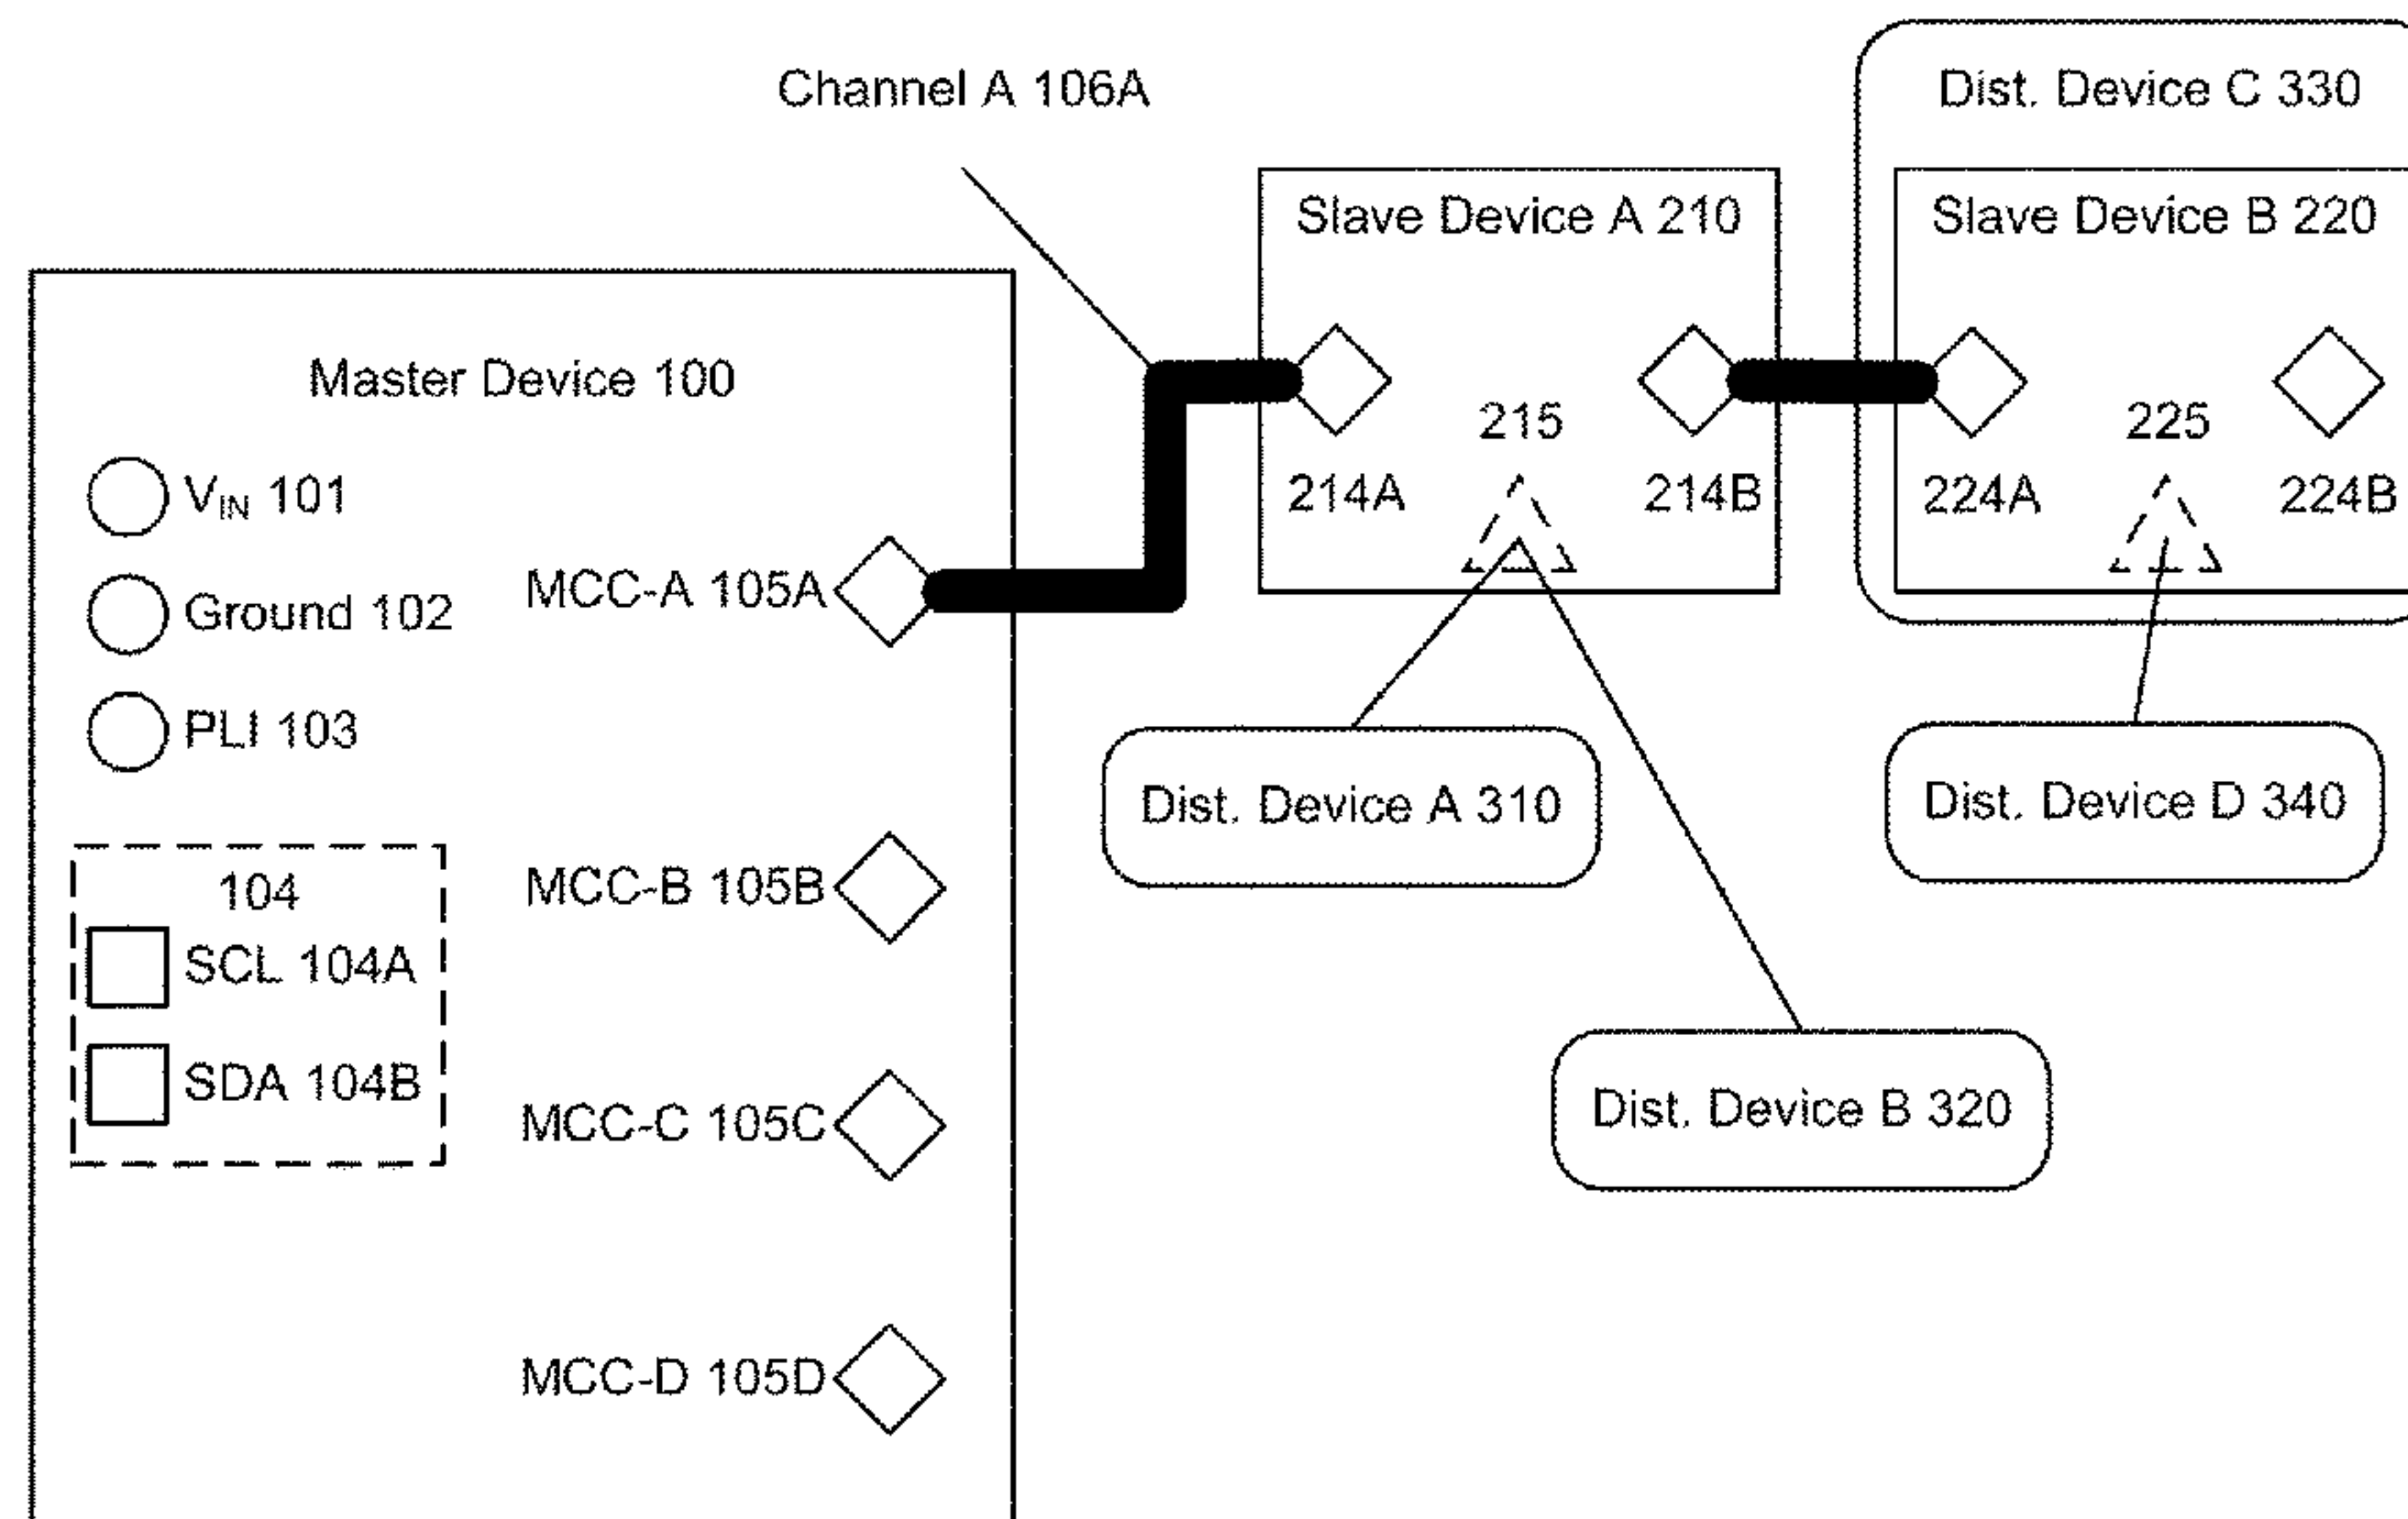 Channel A 106A
Dist. Device C 330
Slave Device A 210
Slave Device B 220
Master Device 100
215
225
214A
214B
224A
224B
VIN 101
Ground 102
PLI 103
MCC-A 105A
Dist. Device A 310
Dist. Device D 340
104
SCL 104A
SDA 104B
MCC-B 105B
MCC-C 105C
MCC-D 105D
Dist. Device B 320